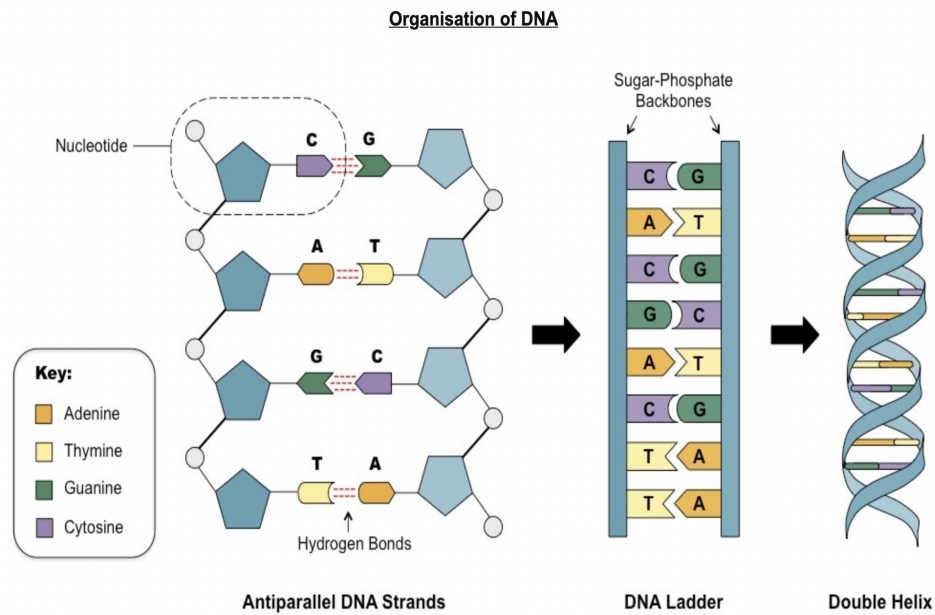 Organisation of DNA
Sugar-Phosphate
Backbones
Nucleotide
C G
A T
G C
T A
Hydrogen Bonds
Key:
Adenine
Thymine
Guanine
Cytosine
C G
A T
C G
G C
A T
C G
T A
T A
Antiparallel DNA Strands
DNA Ladder
Double Helix